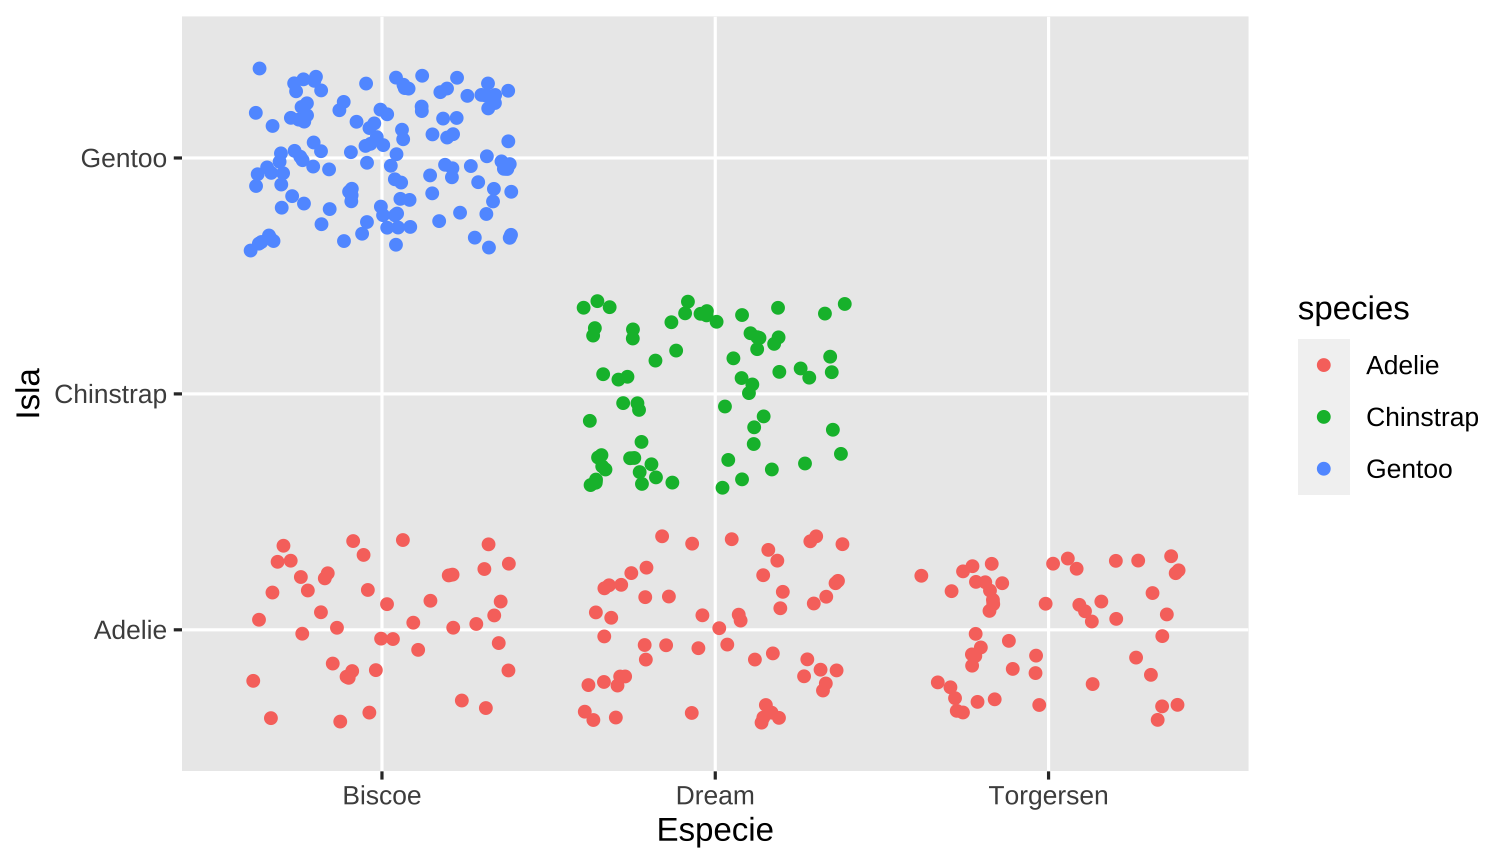 Gentoo
Chinstrap
Adelie
Isla
Biscoe
Dream
Torgersen
Especie
species
Adelie
Chinstrap
Gentoo